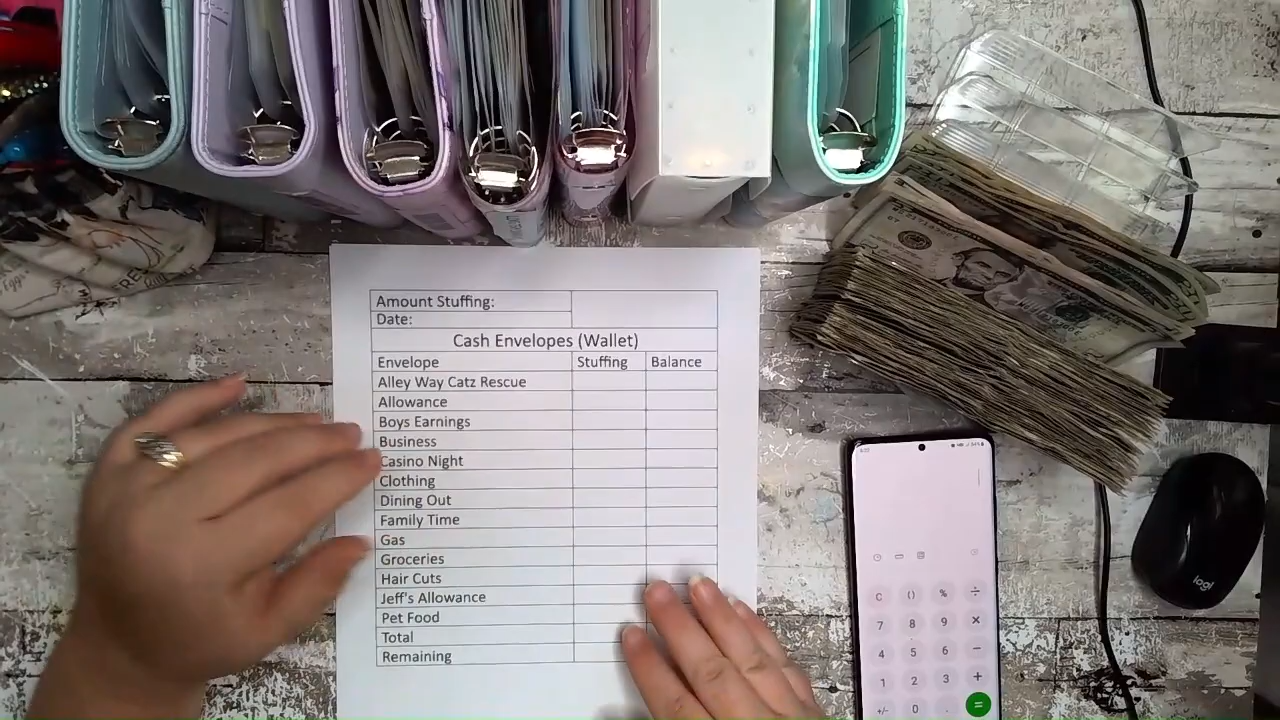 Amount Stuffing:
Date:
Cash Envelopes (Wallet)
Envelope Stuffing Balance
Alley Way Catz Rescue
Allowance
Boys Earnings
Business
Casino Night
Clothing
Dining Out
Family Time
Gas
Groceries
Hair Cuts
Jeff's Allowance
Pet Food
Total
Remaining
C () % ÷
7 8 9 ×
4 5 6 −
1 2 3 +
+/- 0 . =
logi